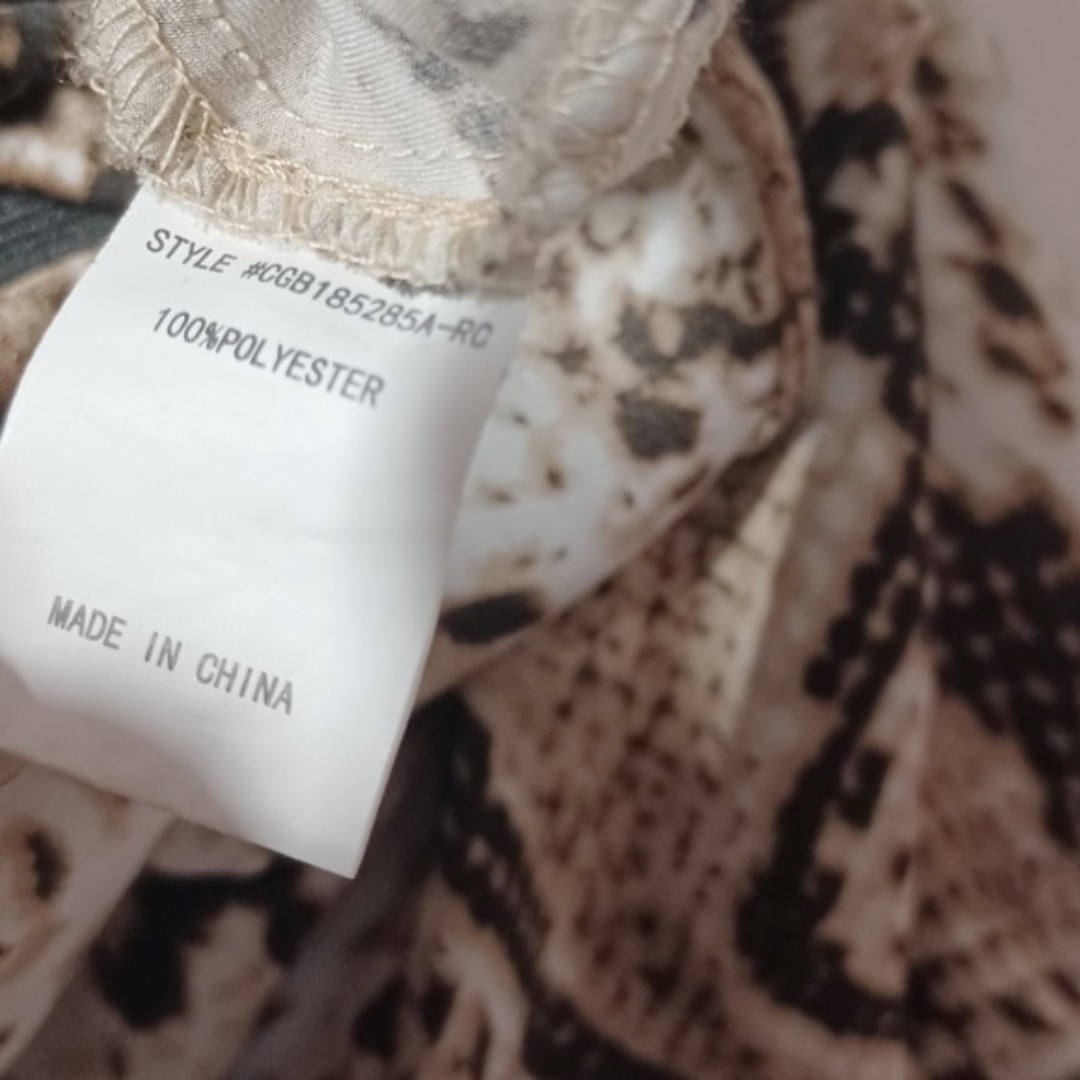 STYLE #CGB185285A-RC
100%POLYESTER
MADE IN CHINA